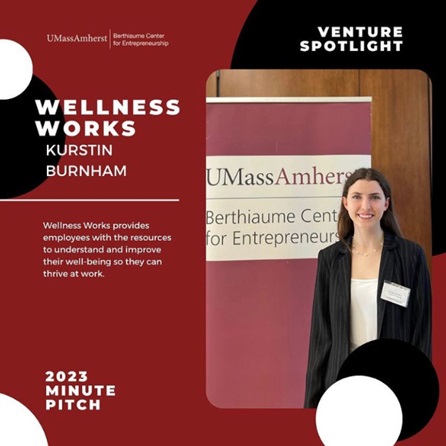 UMassAmherst
Berthiaume Center
for Entrepreneurship
VENTURE
SPOTLIGHT
WELLNESS
WORKS
KURSTIN
BURNHAM
Wellness Works provides
employees with the resources
to understand and improve
their well-being so they can
thrive at work.
2023
MINUTE
PITCH
UMassAmherst
Berthiaume Cente
for Entrepreneurs